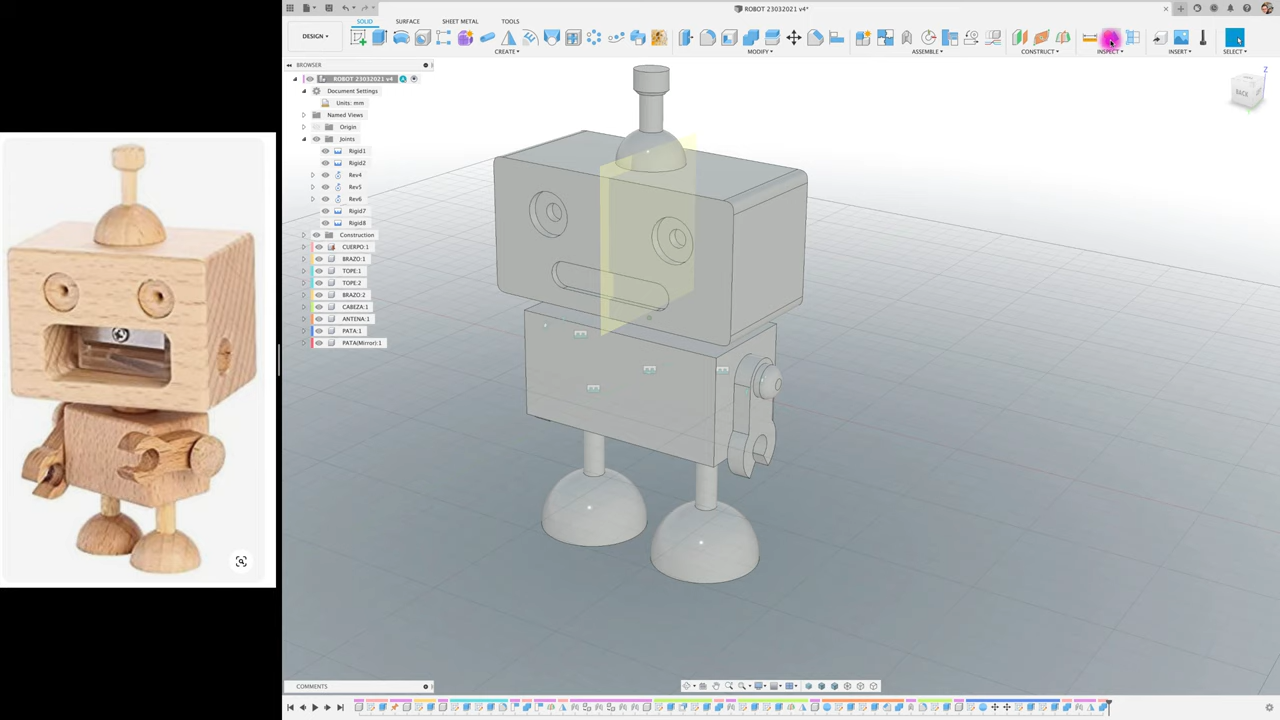 ROBOT 23032021 v4*
DESIGN
SOLID
SURFACE
SHEET METAL
TOOLS
CREATE
MODIFY
ASSEMBLE
CONSTRUCT
INSPECT
INSERT
SELECT
BROWSER
ROBOT 23032021 v4
Document Settings
Units: mm
Named Views
Origin
Joints
Rigid1
Rigid2
Rev4
Rev5
Rev6
Rigid7
Rigid8
Construction
CUERPO:1
BRAZO:1
TOPE:1
TOPE:2
BRAZO:2
CABEZA:1
ANTENA:1
PATA:1
PATA(Mirror):1
Z
BACK
COMMENTS